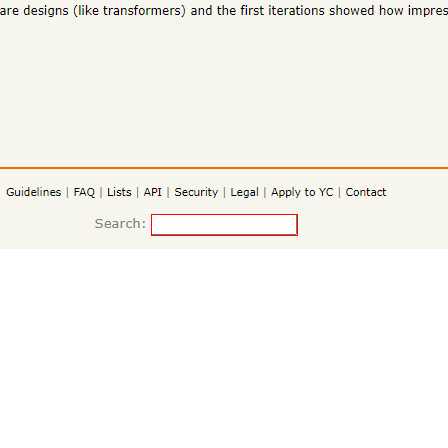 are designs (like transformers) and the first iterations showed how impres
Guidelines | FAQ | Lists | API | Security | Legal | Apply to YC | Contact
Search: